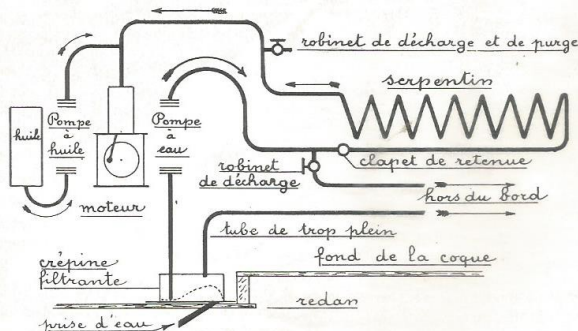 robinet de décharge et de purge
serpentin
huile
Pompe
à
huile
Pompe
à
eau
robinet
de décharge
clapet de retenue
moteur
hors du bord
tube de trop plein
crépine
filtrante
fond de la coque
redan
prise d'eau